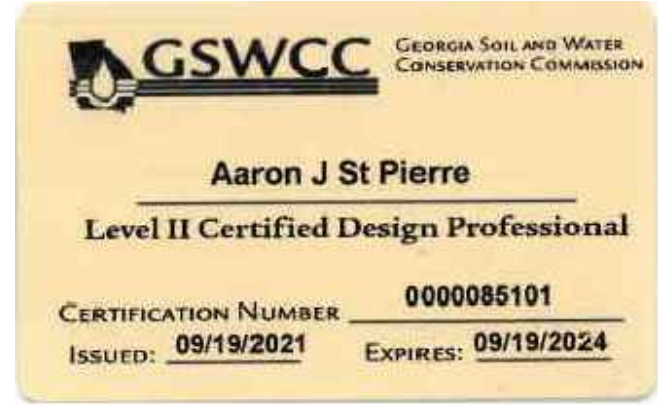 GSWCC
GEORGIA SOIL AND WATER
CONSERVATION COMMISSION
Aaron J St Pierre
Level II Certified Design Professional
CERTIFICATION NUMBER 0000085101
ISSUED: 09/19/2021 EXPIRES: 09/19/2024